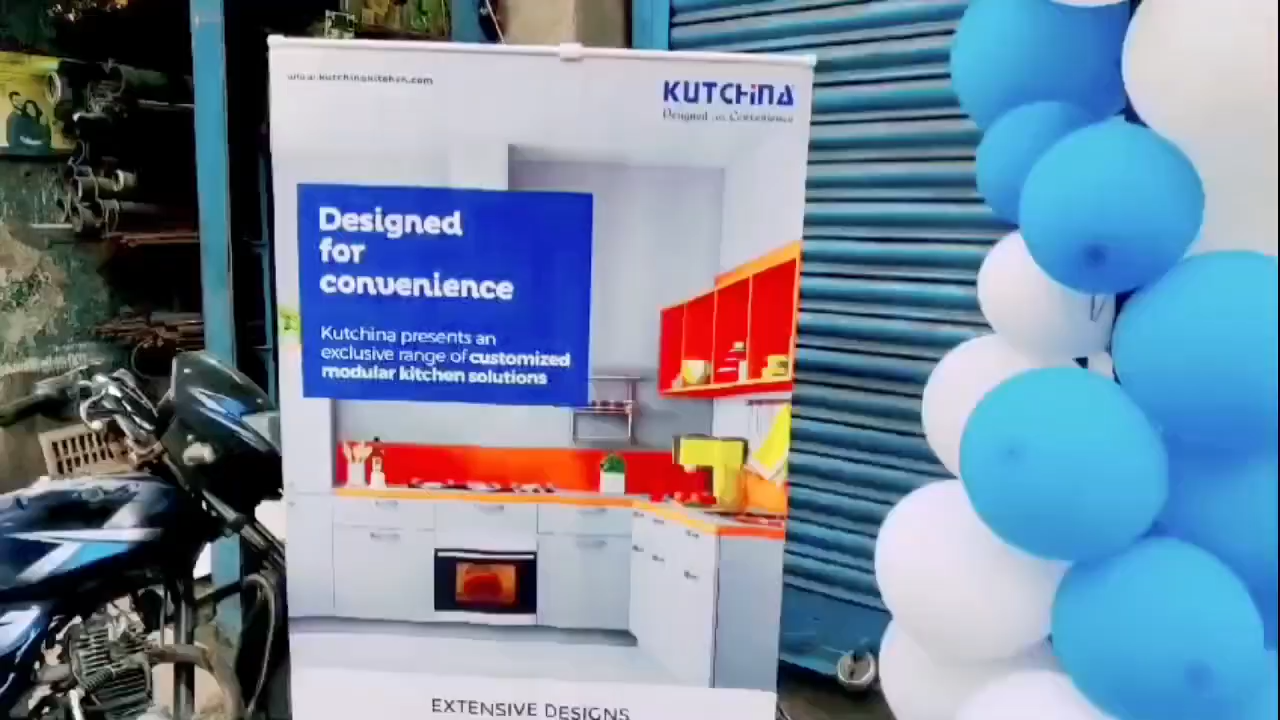 www.kutchinakitchen.com
KUTCHINA
Designed for Convenience
Designed
for
convenience
Kutchina presents an
exclusive range of customized
modular kitchen solutions
EXTENSIVE DESIGNS